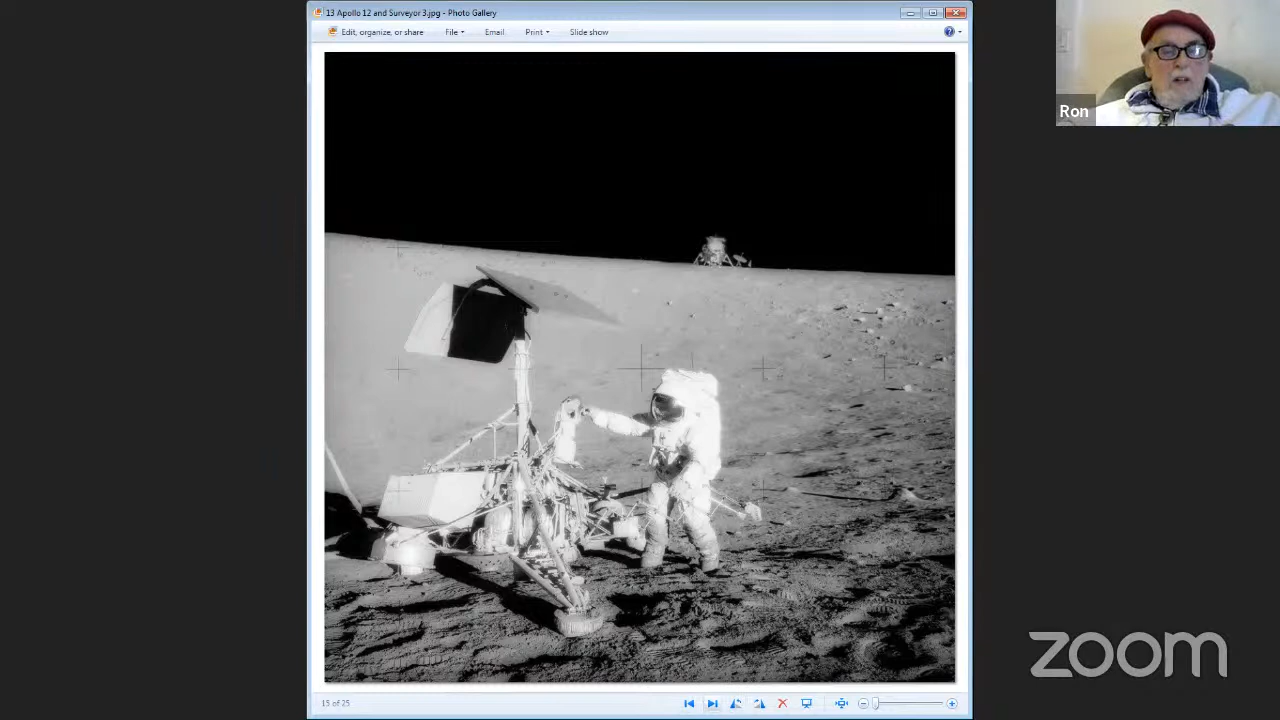 13 Apollo 12 and Surveyor 3.jpg - Photo Gallery
Edit, organize, or share File Email Print Slide show
Ron
15 of 25
zoom